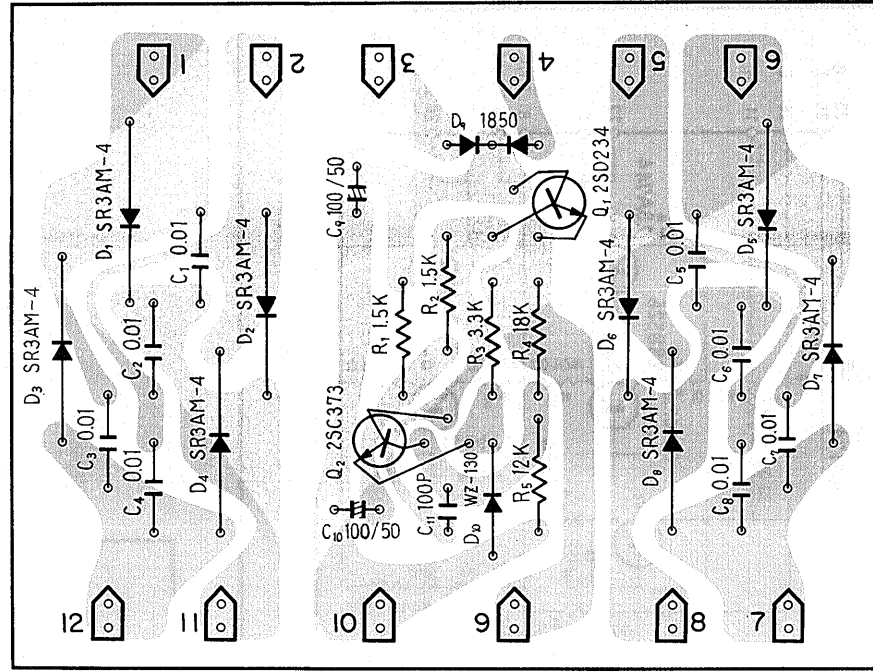 1
2
3
4
5
6
D₉ 1850
Q₁ 2SD234
C₉ 100/50
D₁ SR3AM-4
C₁ 0.01
D₂ SR3AM-4
D₃ SR3AM-4
C₂ 0.01
C₃ 0.01
C₄ 0.01
D₄ SR3AM-4
R₁ 1.5K
R₂ 1.5K
R₃ 3.3K
R₄ 18K
Q₂ 2SC373
C₁₀ 100/50
C₁₁ 100P
D₁₀ WZ-130
R₅ 12K
D₅ SR3AM-4
C₅ 0.01
D₆ SR3AM-4
C₆ 0.01
D₇ SR3AM-4
C₇ 0.01
D₈ SR3AM-4
C₈ 0.01
12
11
10
9
8
7